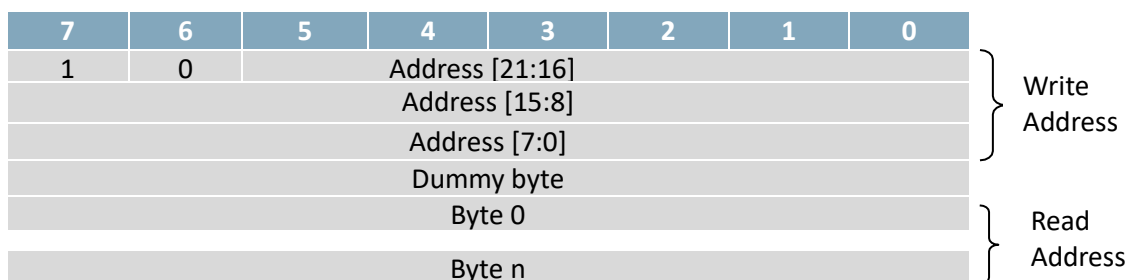 7 6 5 4 3 2 1 0
1 0 Address [21:16]
Address [15:8]
Address [7:0]
Dummy byte
Byte 0
Byte n
Write
Address
Read
Address